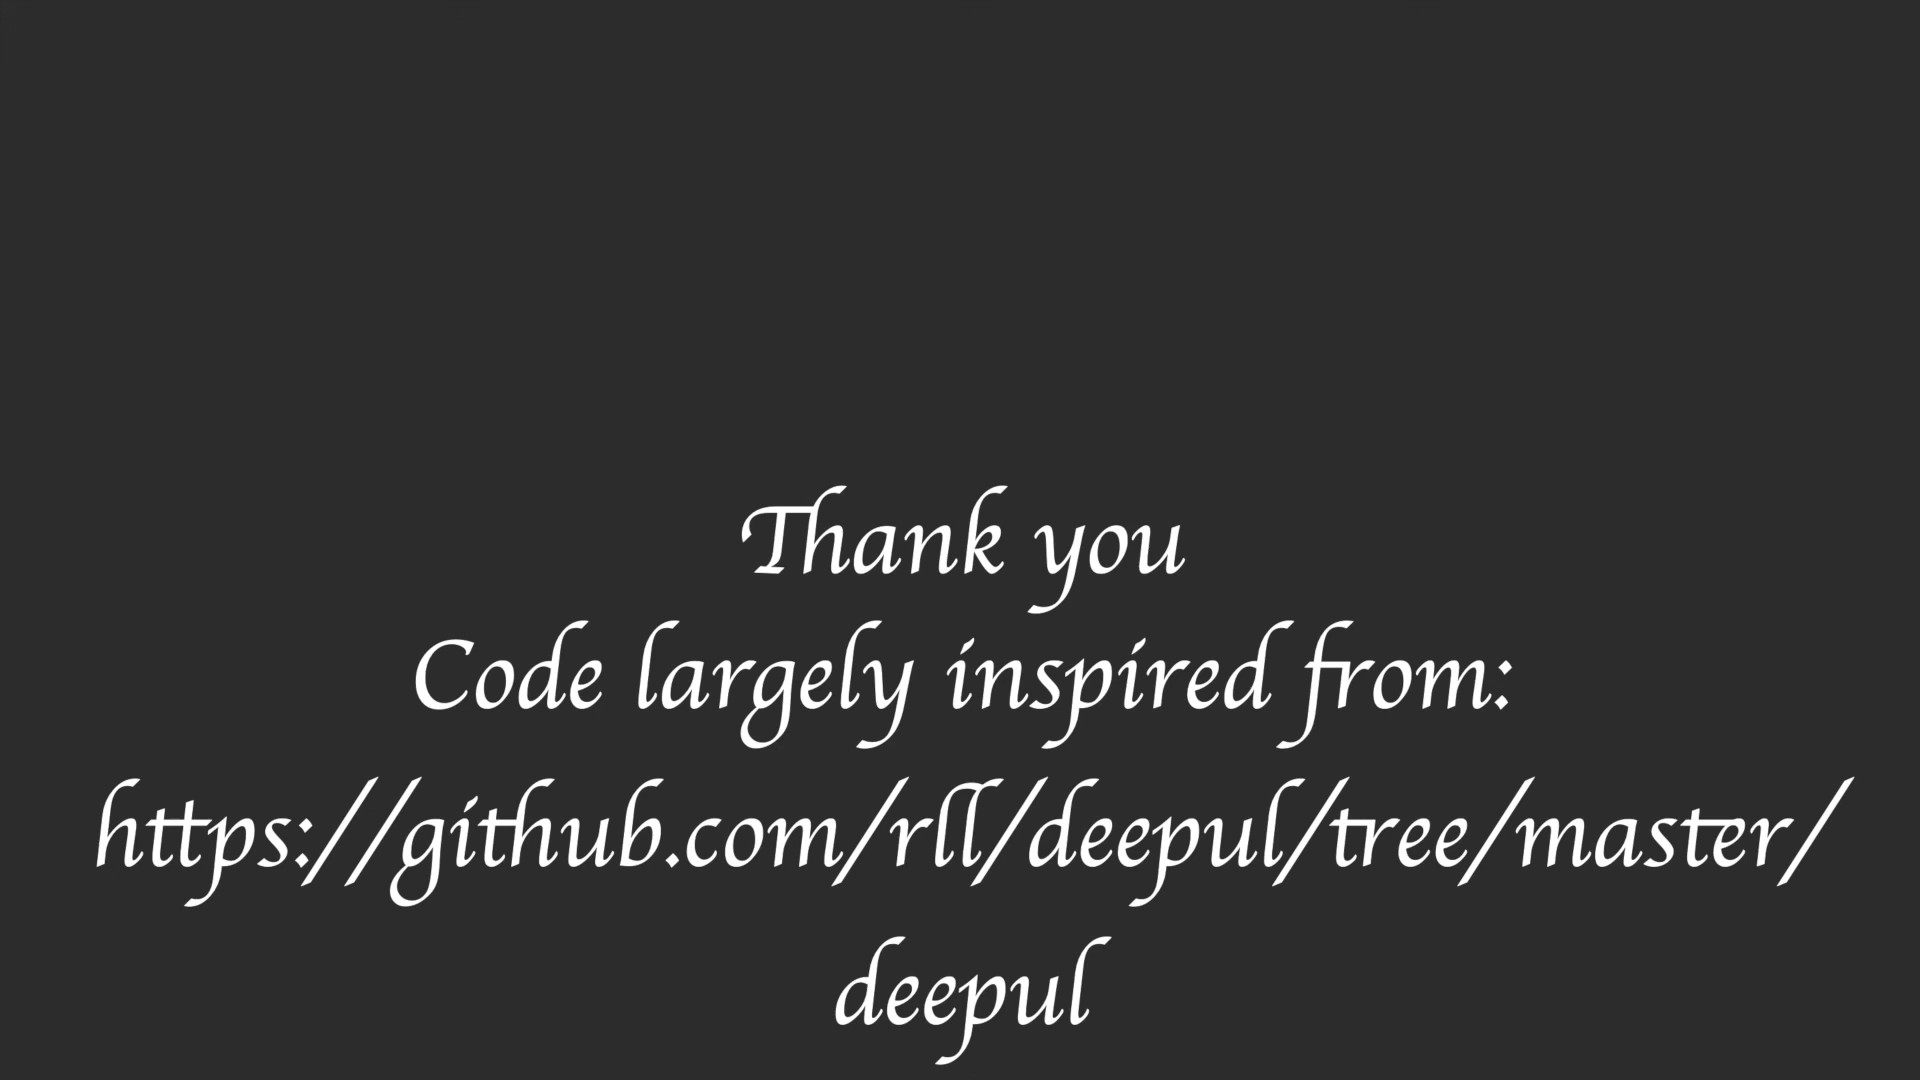 Thank you
Code largely inspired from:
https://github.com/rll/deepul/tree/master/
deepul